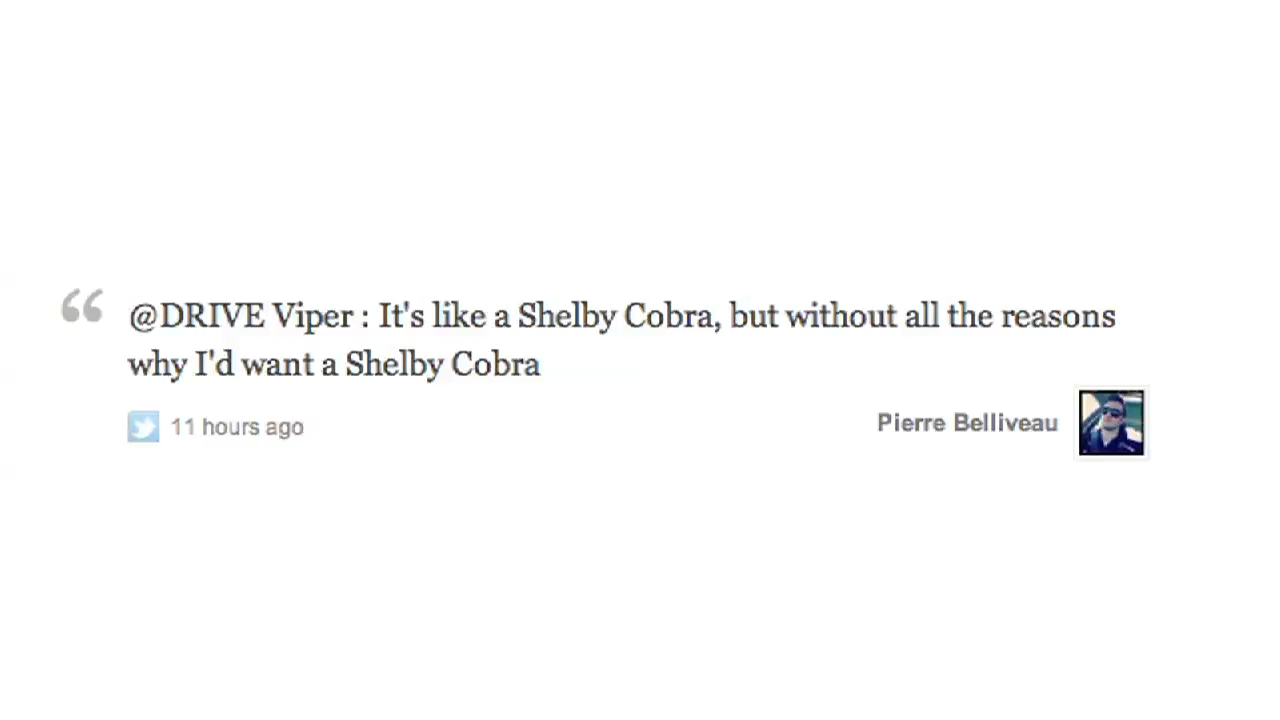 @DRIVE Viper : It's like a Shelby Cobra, but without all the reasons
why I'd want a Shelby Cobra
11 hours ago
Pierre Belliveau